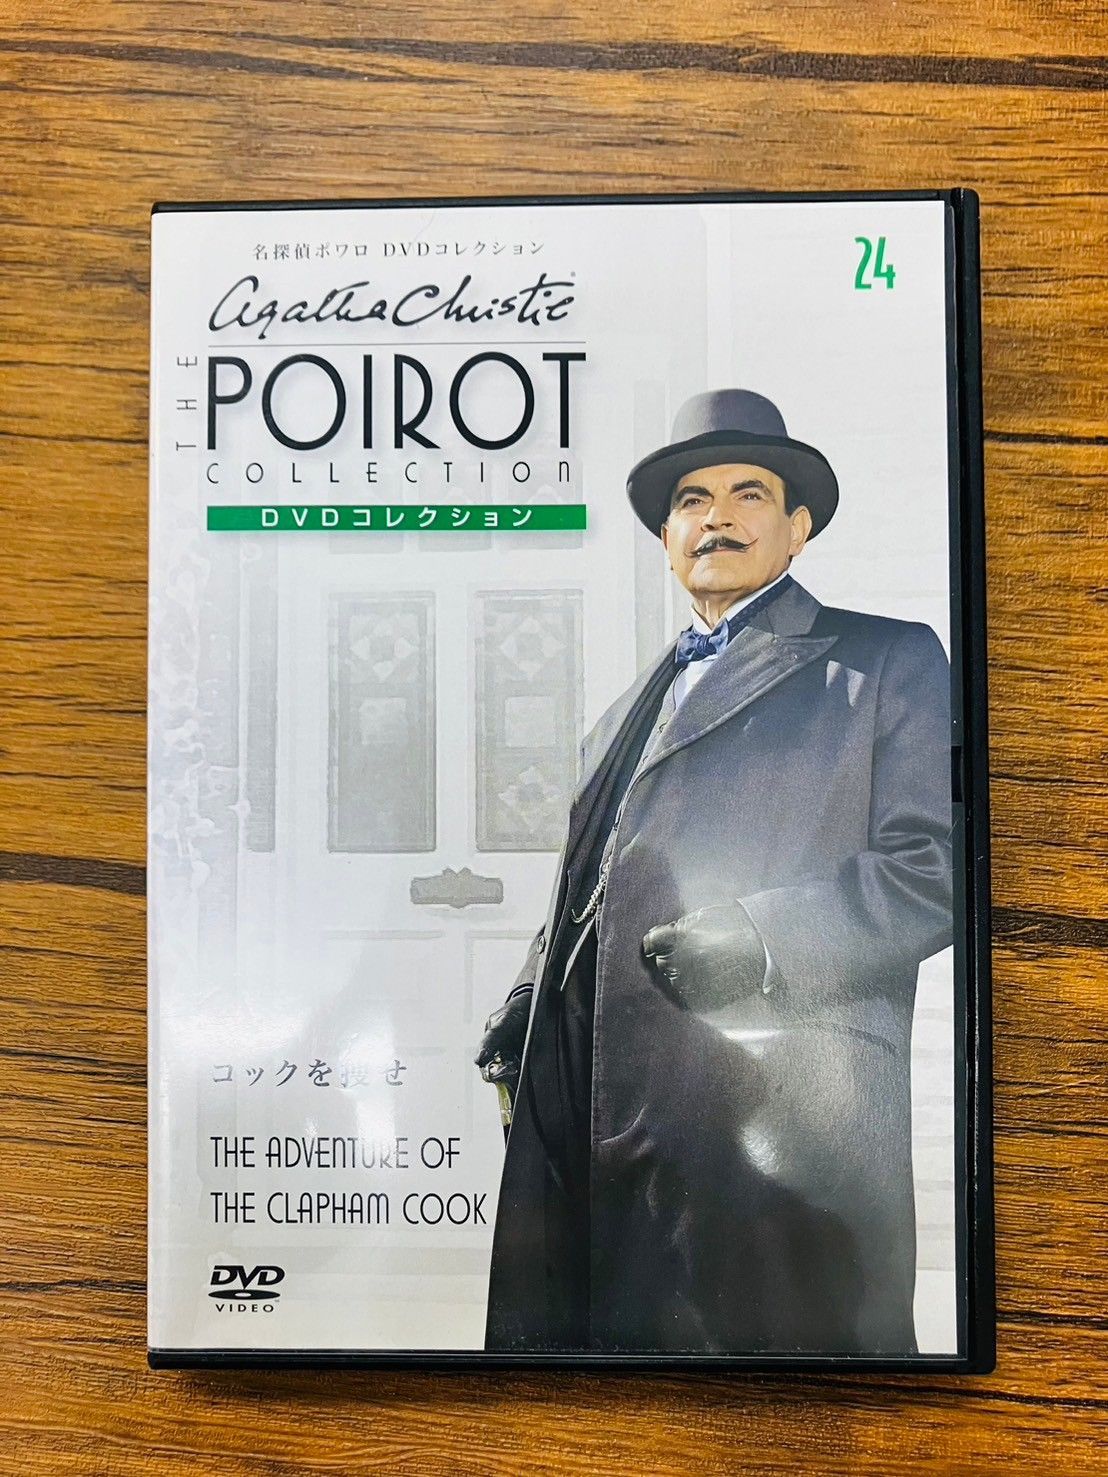 名探偵ポワロ DVDコレクション
24
Agatha Christie®
THE
POIROT
COLLECTION
DVDコレクション
コックを捜せ
THE ADVENTURE OF
THE CLAPHAM COOK
DVD
VIDEO™